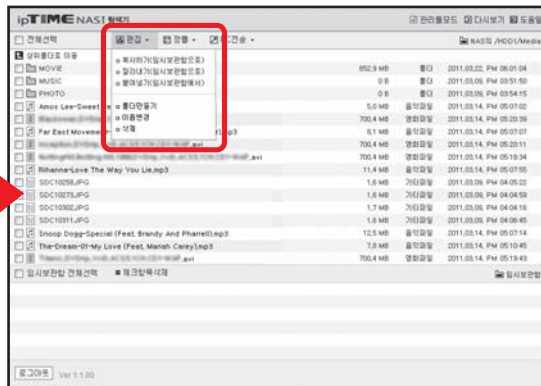 ipTIME NAS1 탐색기 관리툴모드 다시보기 도움말
전체선택 편집 정렬 PC전송 NAS의 /HDD1/Media
상위폴더로 이동
복사하기(임시보관함으로)
잘라내기(임시보관함으로)
붙여넣기(임시보관함에서)
폴더만들기
이름변경
삭제
MOVIE 652,9 MB 폴더 2011,03,22, PM 06:01:04
MUSIC 0 B 폴더 2011,03,09, PM 03:51:50
PHOTO 0 B 폴더 2011,03,09, PM 03:54:15
Amos Lee-Sweet 5,0 MB 음악파일 2011,03,14, PM 05:07:02
700,4 MB 영화파일 2011,03,14, PM 05:20:39
Far East Movement mp3 8,1 MB 음악파일 2011,03,14, PM 05:07:07
.avi 700,4 MB 영화파일 2011,03,14, PM 05:20:11
.avi 700,4 MB 영화파일 2011,03,14, PM 05:18:34
Rihanna-Love The Way You Lie,mp3 11,4 MB 음악파일 2011,03,14, PM 05:07:55
SDC10258,JPG 1,6 MB 기타파일 2011,03,09, PM 04:05:22
SDC10273,JPG 1,6 MB 기타파일 2011,03,09, PM 04:04:59
SDC10302,JPG 1,7 MB 기타파일 2011,03,09, PM 04:04:16
SDC10311,JPG 1,6 MB 기타파일 2011,03,09, PM 04:06:45
Snoop Dogg-Special (Feat, Brandy And Pharrell),mp3 12,5 MB 음악파일 2011,03,14, PM 05:07:14
The-Dream-01-My Love (Feat, Mariah Carey),mp3 7,8 MB 음악파일 2011,03,14, PM 05:10:45
.avi 700,4 MB 영화파일 2011,03,14, PM 05:19:43
임시보관함 전체선택 체크항목삭제 임시보관함
로그아웃 Ver 1.1.00